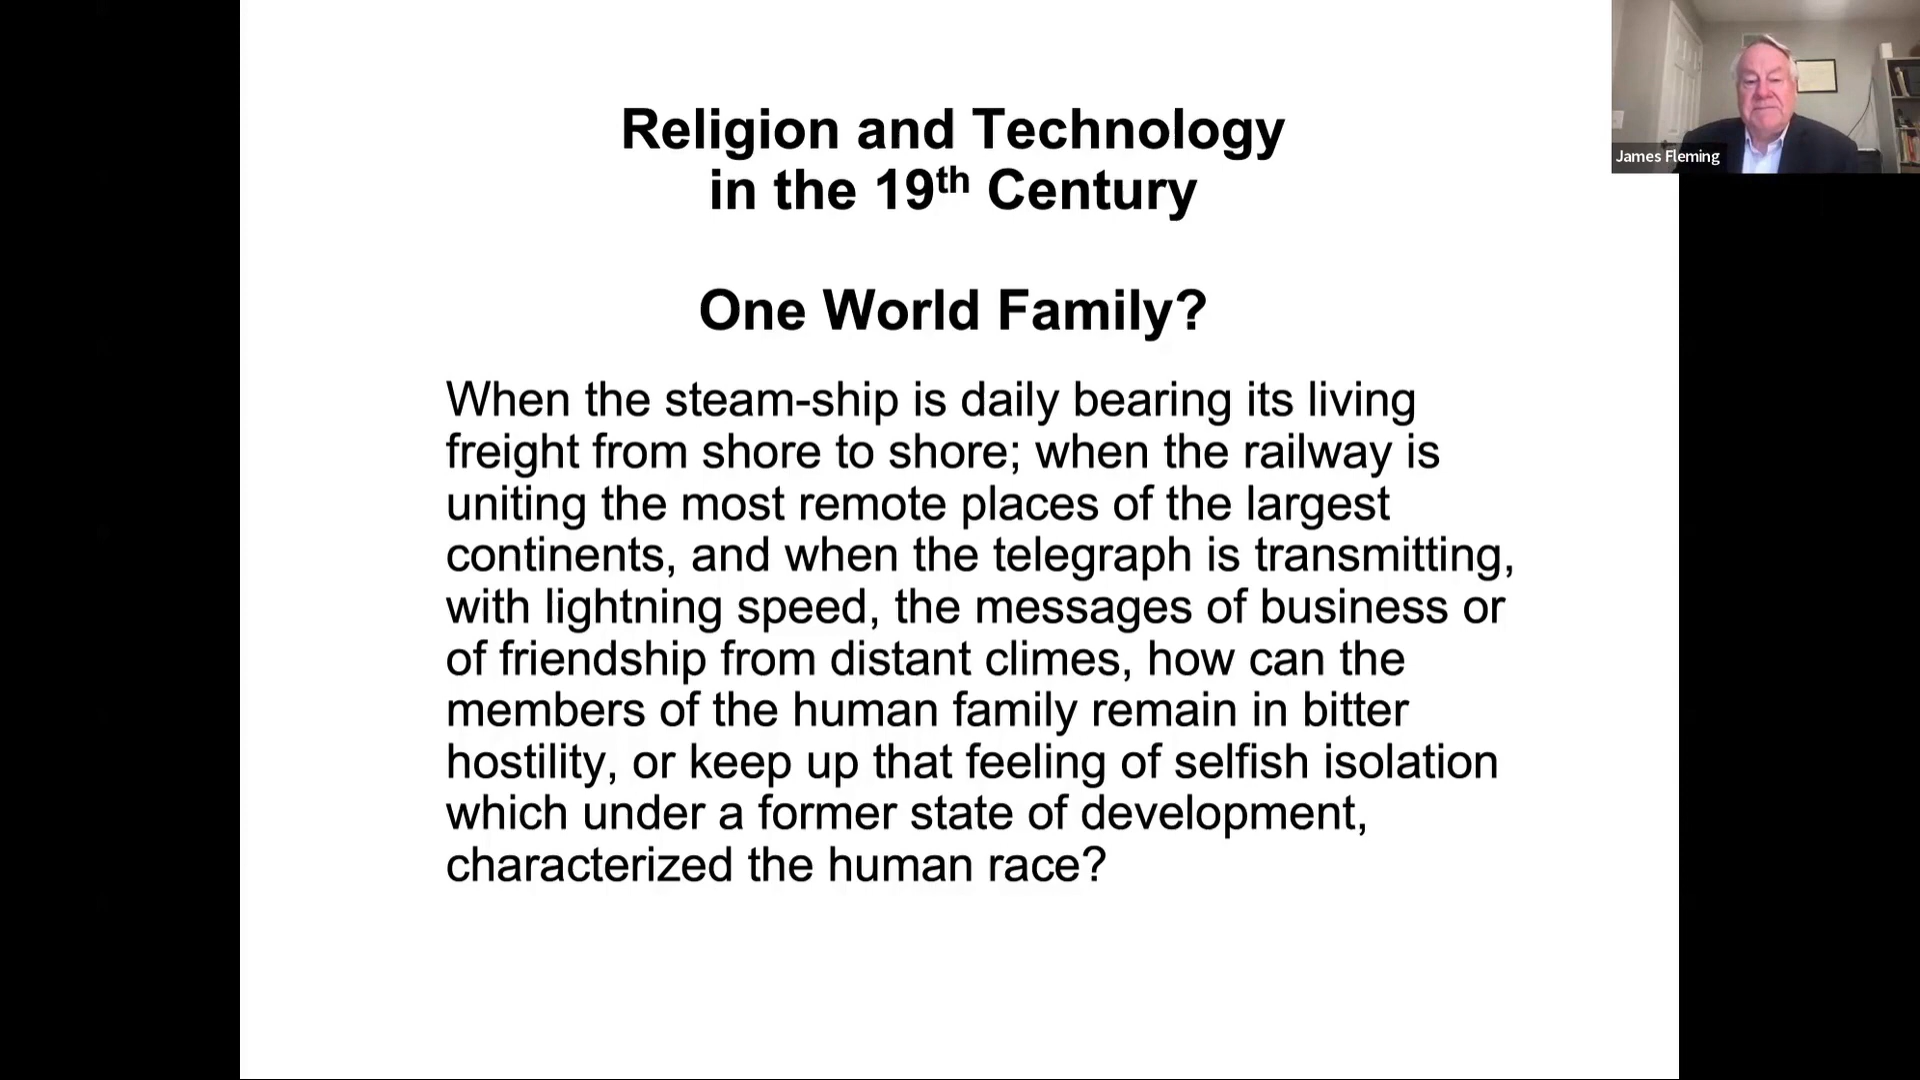 Religion and Technology
in the 19th Century
One World Family?
When the steam-ship is daily bearing its living
freight from shore to shore; when the railway is
uniting the most remote places of the largest
continents, and when the telegraph is transmitting,
with lightning speed, the messages of business or
of friendship from distant climes, how can the
members of the human family remain in bitter
hostility, or keep up that feeling of selfish isolation
which under a former state of development,
characterized the human race?
James Fleming